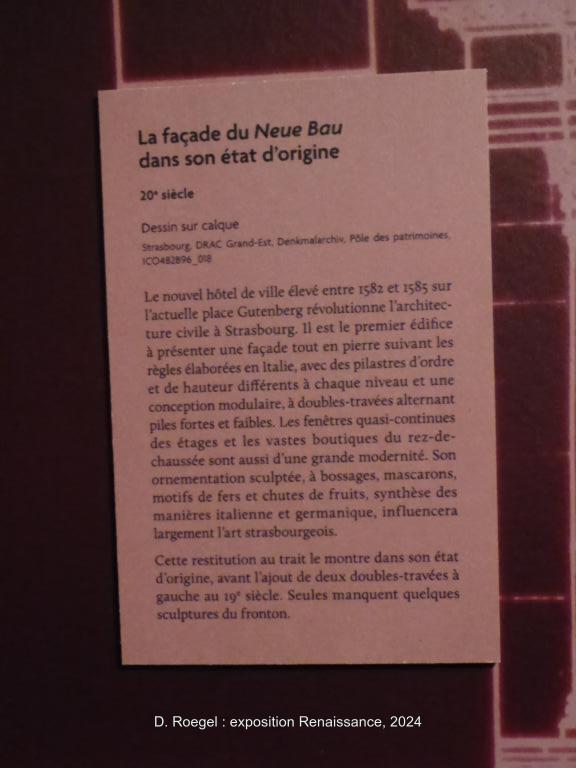 La façade du Neue Bau
dans son état d'origine
20e siècle
Dessin sur calque
Strasbourg, DRAC Grand-Est, Denkmalarchiv, Pôle des patrimoines,
ICO482B96_018
Le nouvel hôtel de ville élevé entre 1582 et 1585 sur
l'actuelle place Gutenberg révolutionne l'architec-
ture civile à Strasbourg. Il est le premier édifice
à présenter une façade tout en pierre suivant les
règles élaborées en Italie, avec des pilastres d'ordre
et de hauteur différents à chaque niveau et une
conception modulaire, à doubles-travées alternant
piles fortes et faibles. Les fenêtres quasi-continues
des étages et les vastes boutiques du rez-de-
chaussée sont aussi d'une grande modernité. Son
ornementation sculptée, à bossages, mascarons,
motifs de fers et chutes de fruits, synthèse des
manières italienne et germanique, influencera
largement l'art strasbourgeois.
Cette restitution au trait le montre dans son état
d'origine, avant l'ajout de deux doubles-travées à
gauche au 19e siècle. Seules manquent quelques
sculptures du fronton.
D. Roegel : exposition Renaissance, 2024